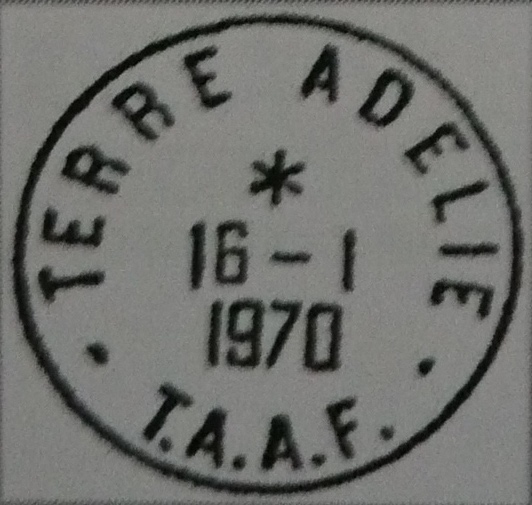 TERRE ADELIE
*
16-1
1970
• T.A.A.F. •